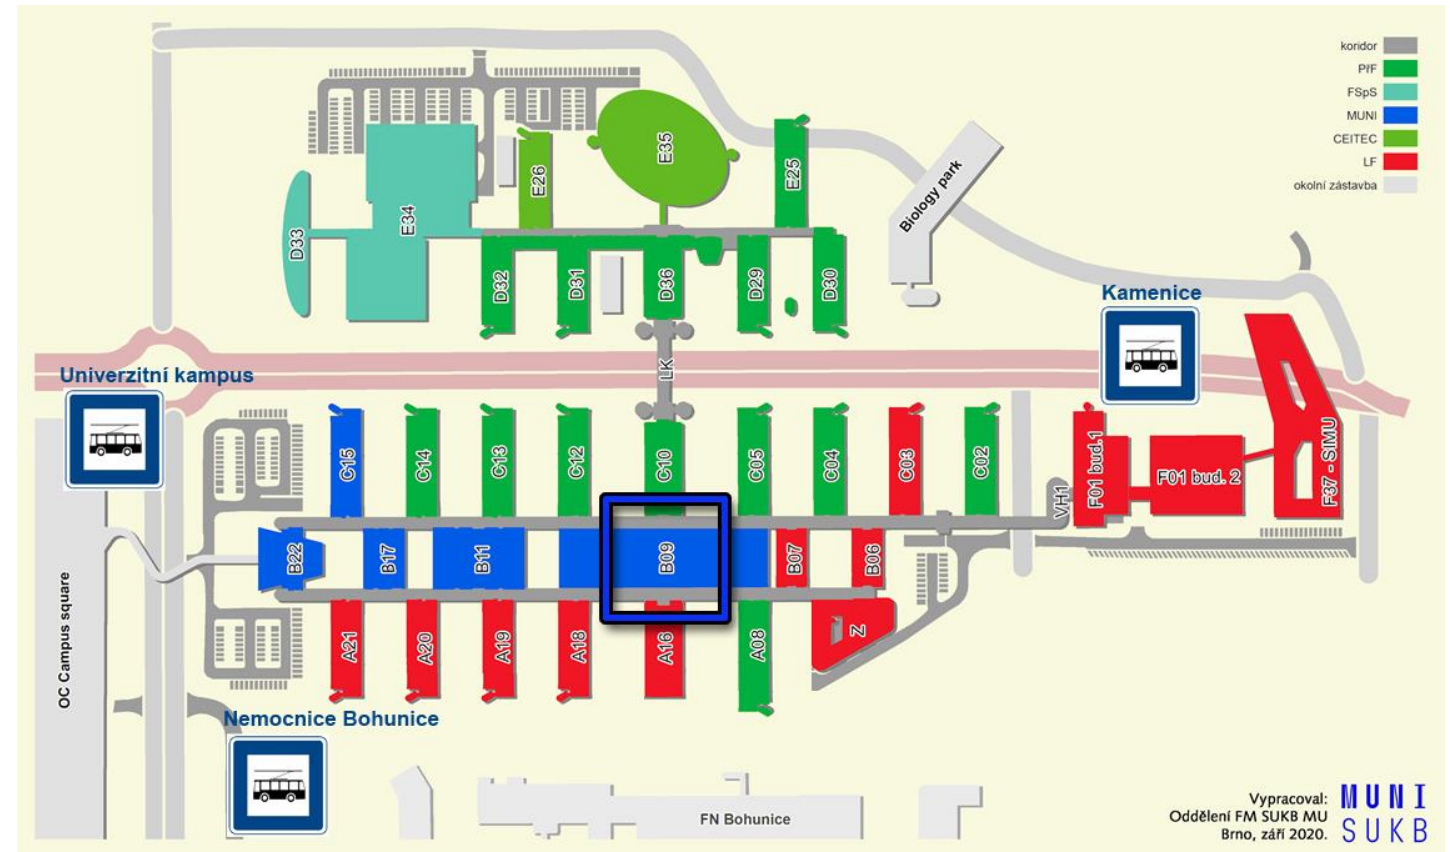 koridor
PřF
FSpS
MUNI
CEITEC
LF
okolní zástavba
E35
E26
E25
E34
D33
Biology park
D32
D31
D36
D29
D30
Kamenice
LK
Univerzitní kampus
C15
C14
C13
C12
C10
C05
C04
C03
C02
VH1
F01 bud.1
F01 bud. 2
F37 - SIMU
B22
B17
B11
B09
B07
B06
OC Campus square
A21
A20
A19
A18
A16
A08
Z
Nemocnice Bohunice
FN Bohunice
Vypracoval:
Oddělení FM SUKB MU
Brno, září 2020.
MUNI
SUKB